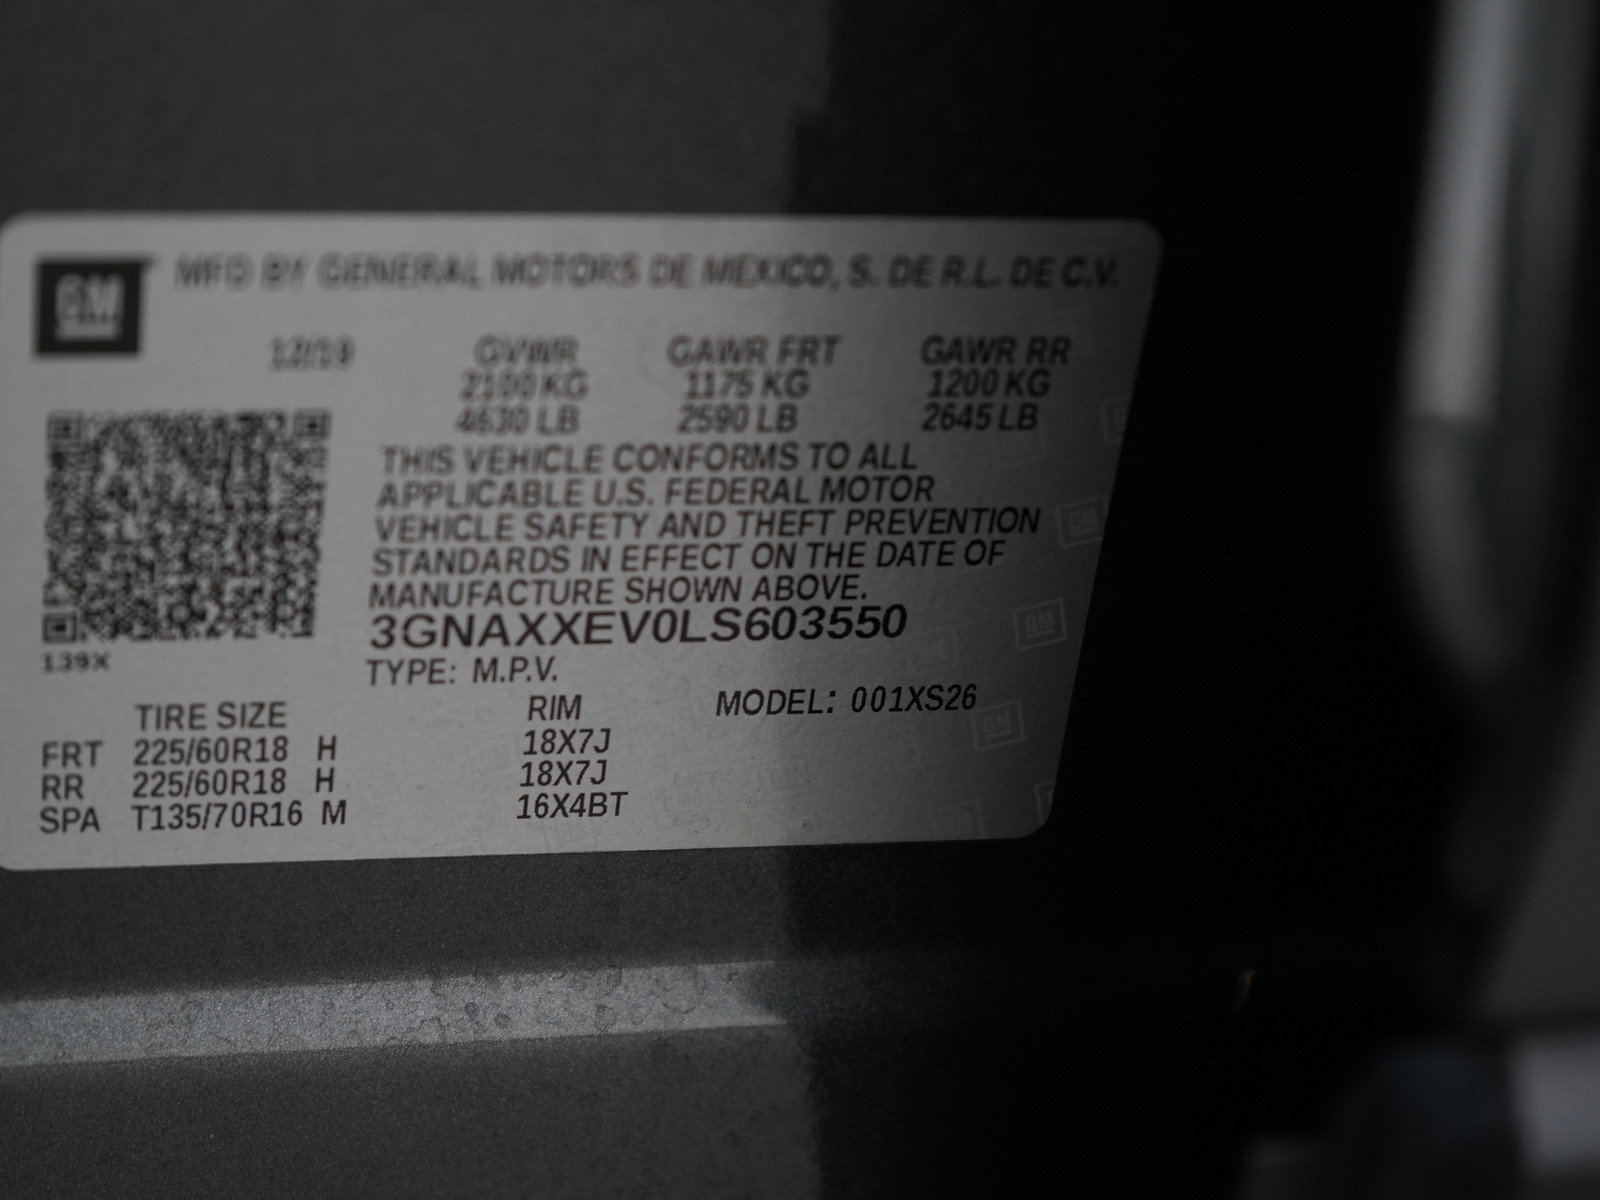 GM MFD BY GENERAL MOTORS DE MEXICO, S. DE R.L. DE C.V.
12/19 GVWR GAWR FRT GAWR RR
2100 KG 1175 KG 1200 KG
4630 LB 2590 LB 2645 LB
THIS VEHICLE CONFORMS TO ALL
APPLICABLE U.S. FEDERAL MOTOR
VEHICLE SAFETY AND THEFT PREVENTION
STANDARDS IN EFFECT ON THE DATE OF
MANUFACTURE SHOWN ABOVE.
3GNAXXEV0LS603550
139X
TYPE: M.P.V.
TIRE SIZE RIM MODEL: 001XS26
FRT 225/60R18 H 18X7J
RR 225/60R18 H 18X7J
SPA T135/70R16 M 16X4BT